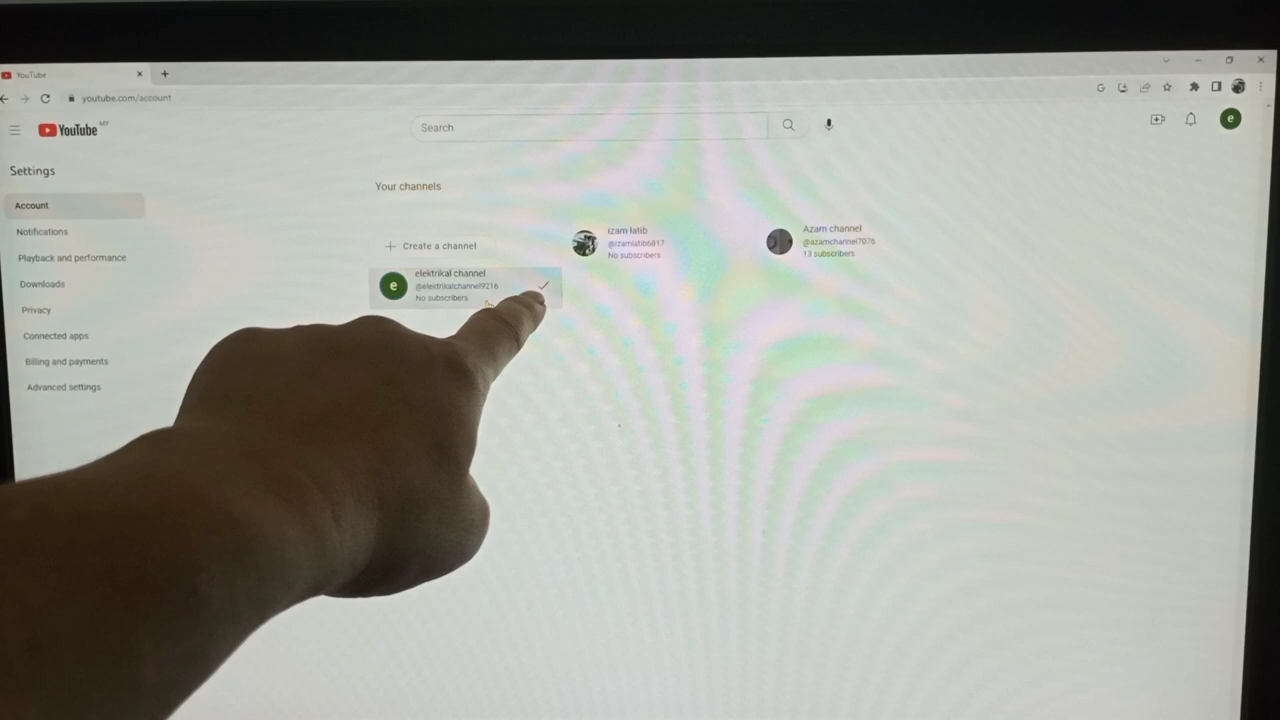 YouTube
youtube.com/account
YouTube MY
Search
e
Settings
Account
Notifications
Playback and performance
Downloads
Privacy
Connected apps
Billing and payments
Advanced settings
Your channels
Create a channel
izam latib
@izamlatib6817
No subscribers
Azam channel
@azamchannel7076
13 subscribers
e
elektrikal channel
@elektrikalchannel9216
No subscribers